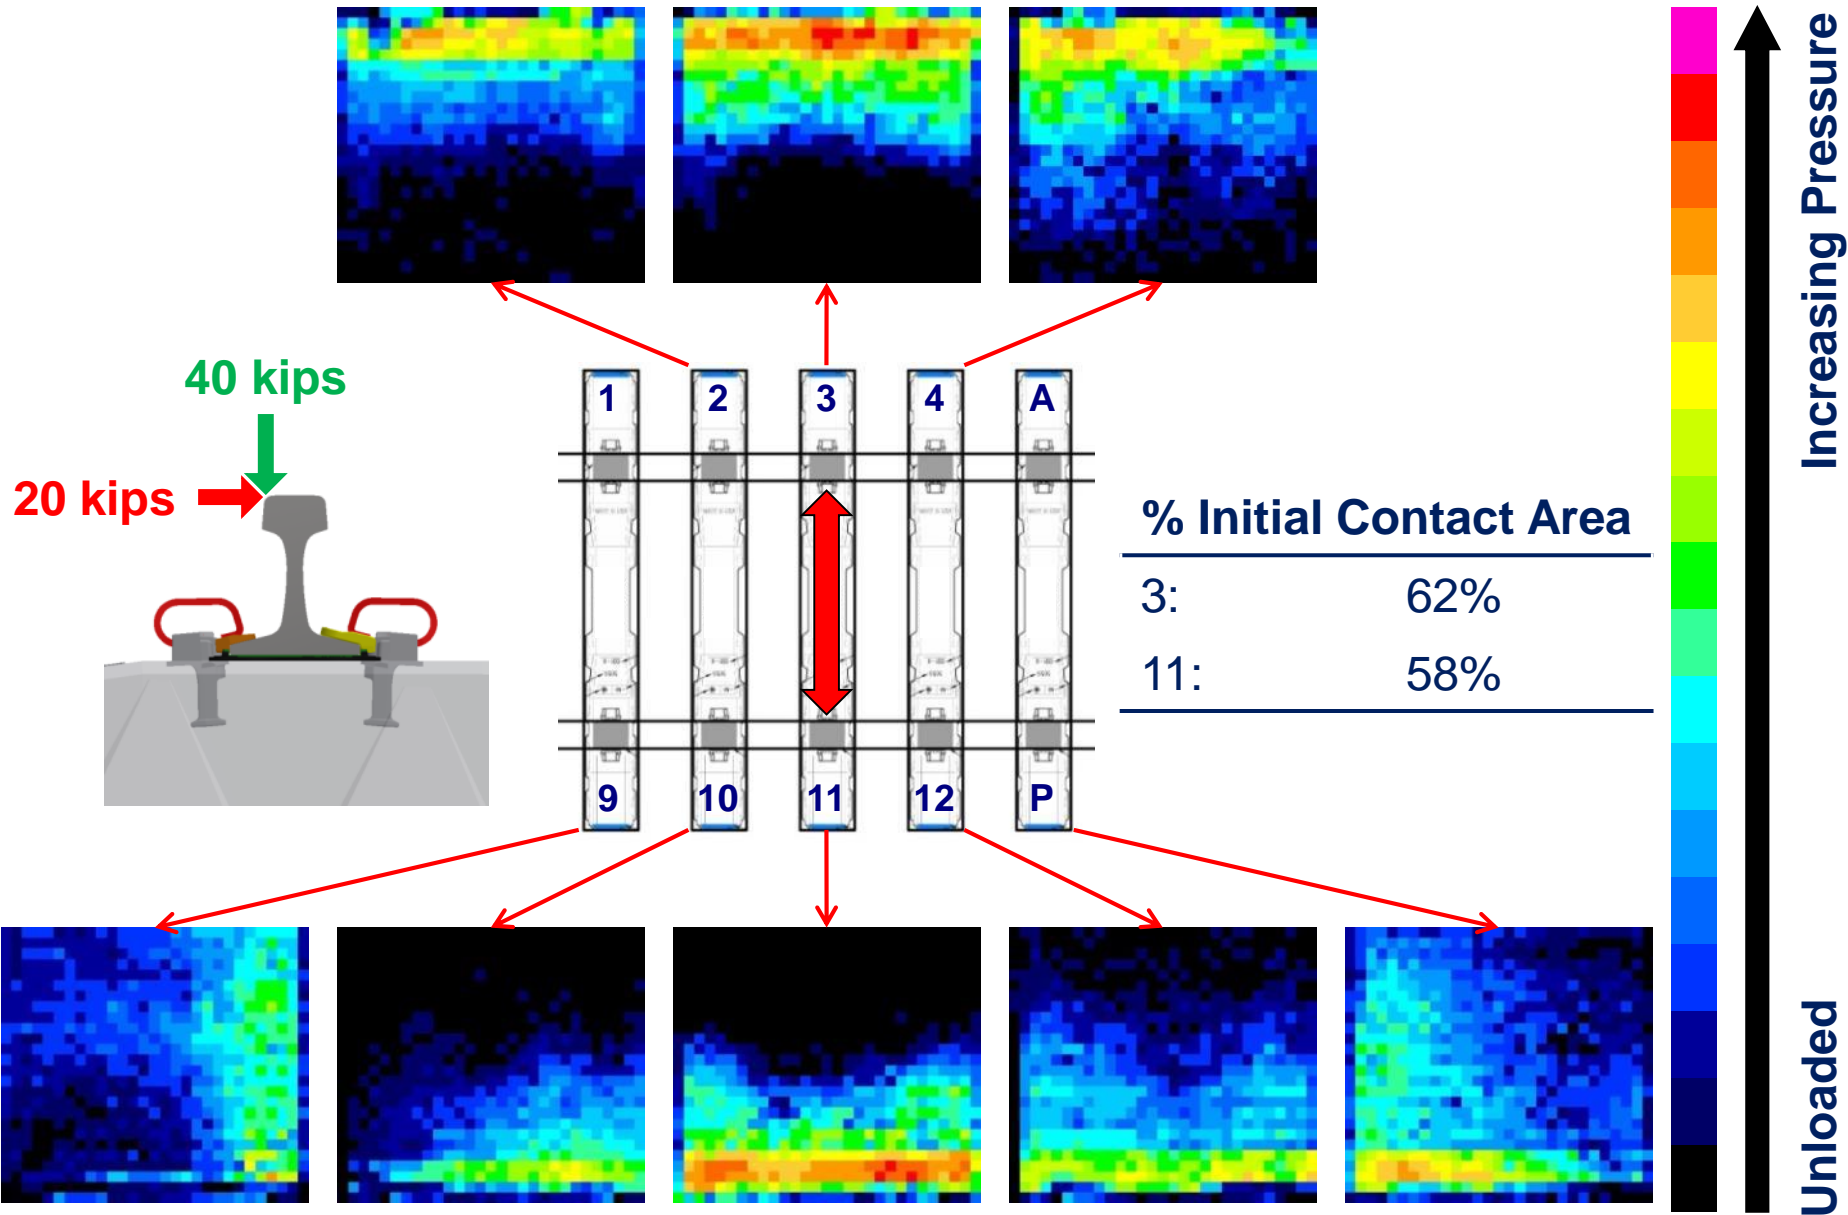 40 kips
20 kips
1 2 3 4 A
9 10 11 12 P
% Initial Contact Area
3: 62%
11: 58%
Increasing Pressure
Unloaded